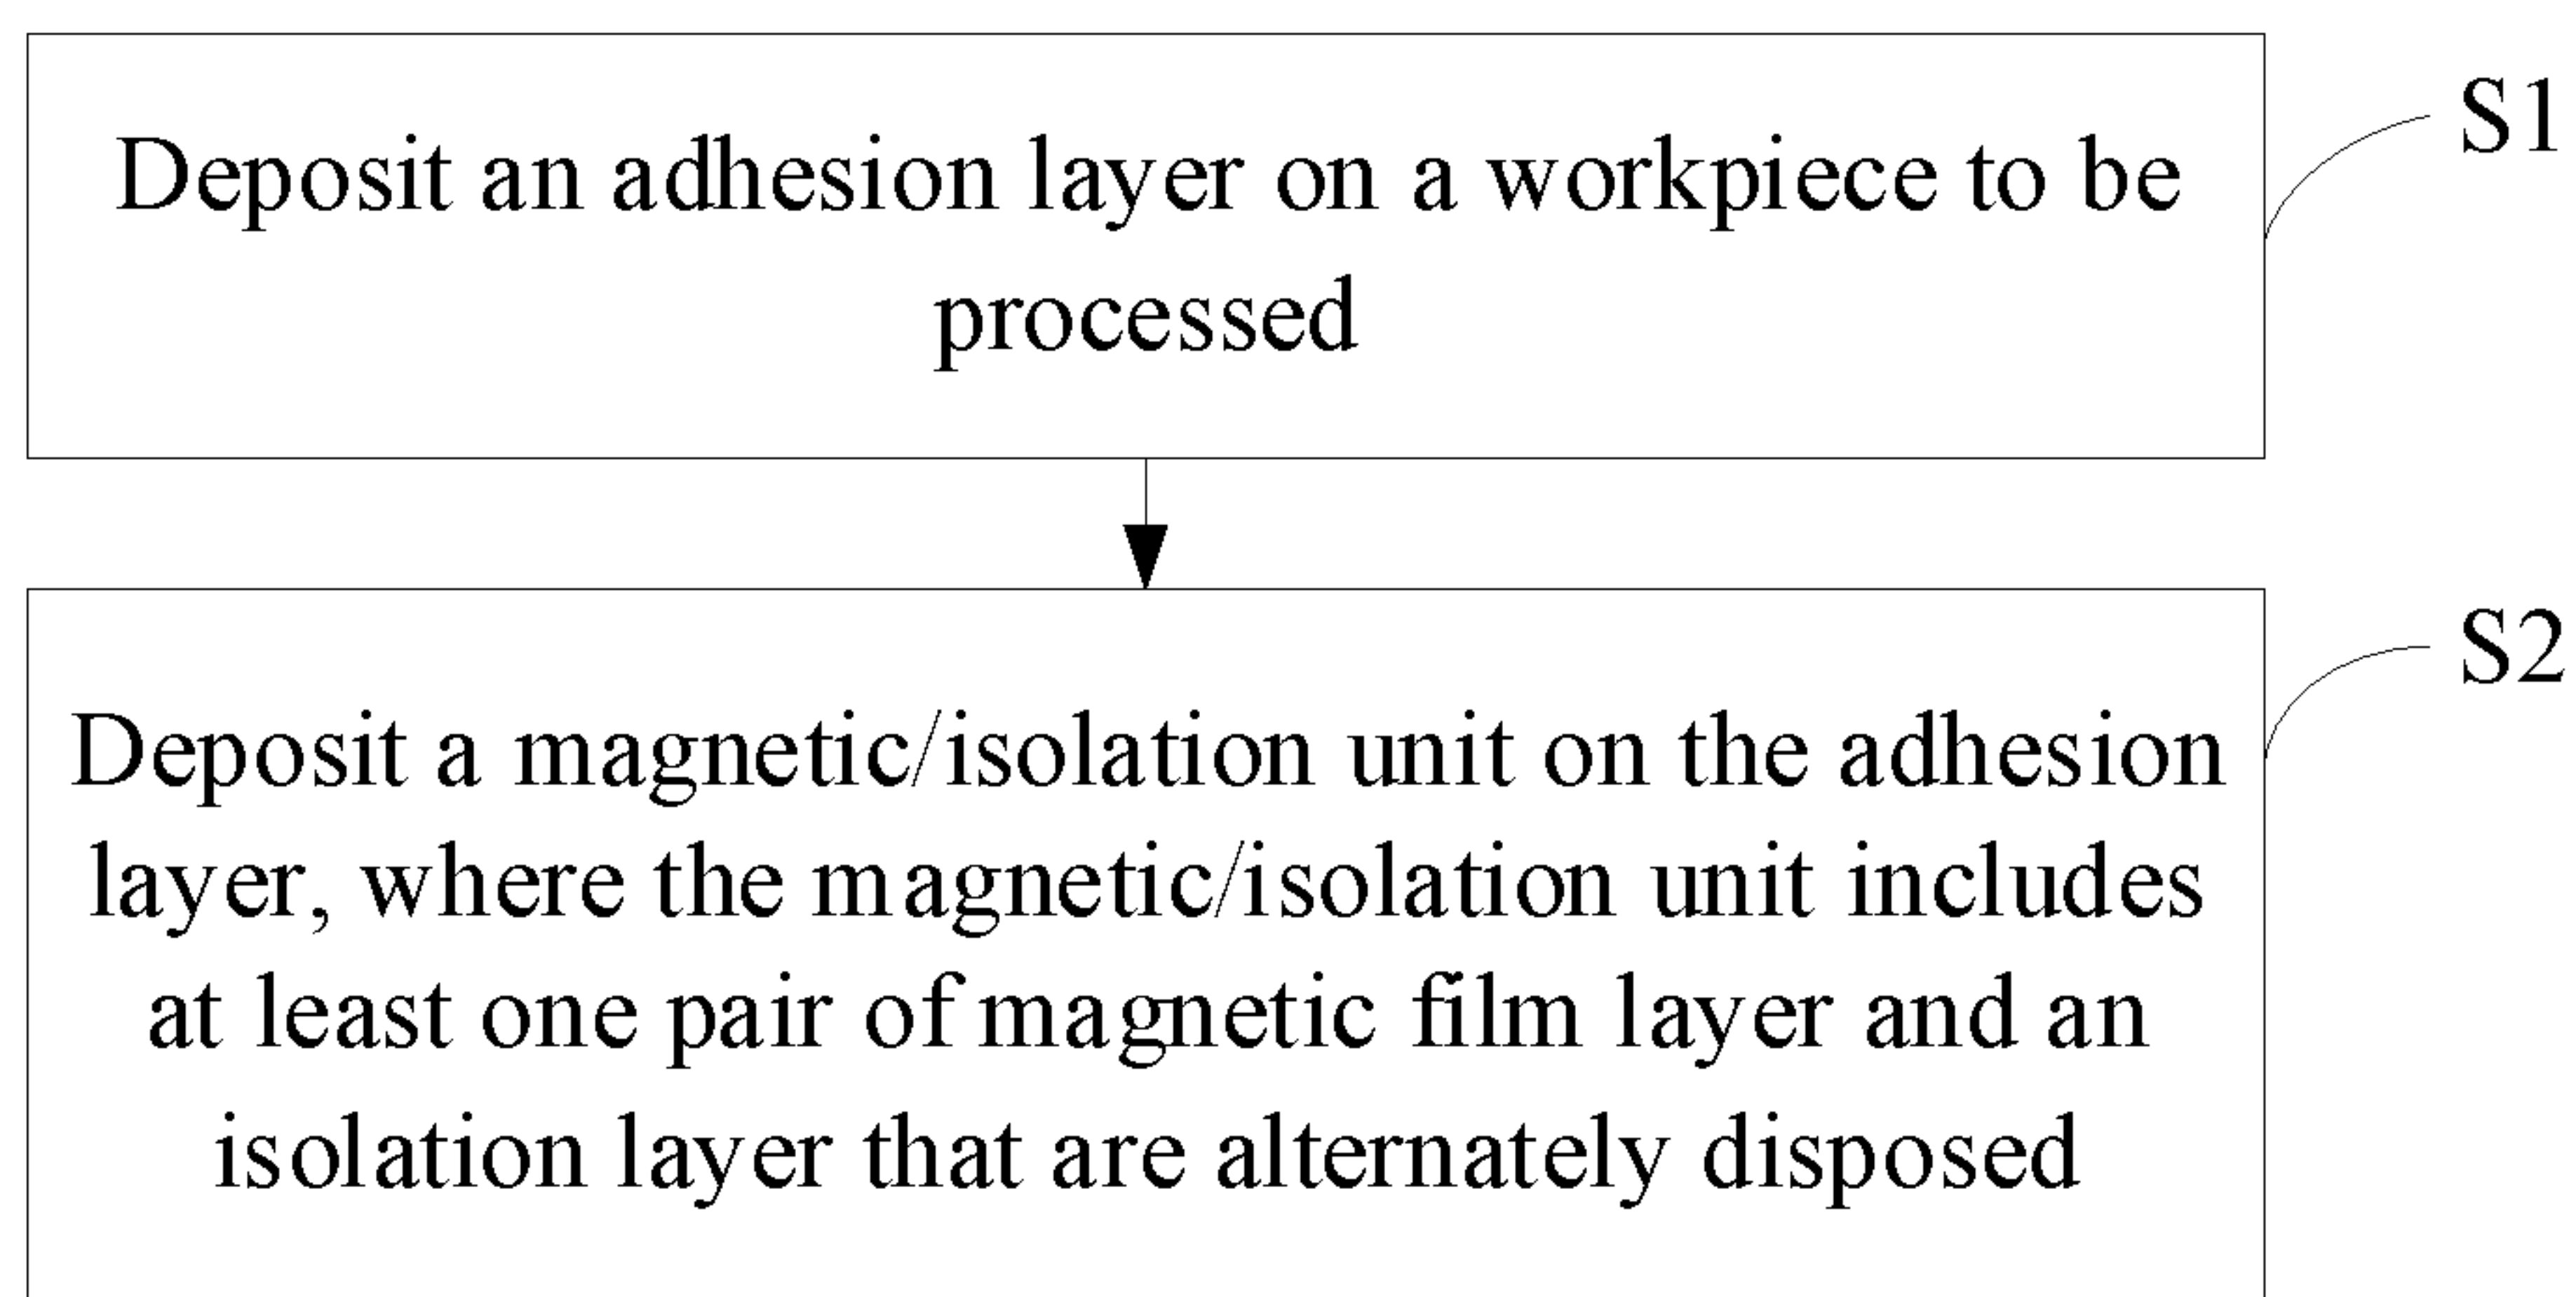 Deposit an adhesion layer on a workpiece to be
processed
S1
Deposit a magnetic/isolation unit on the adhesion
layer, where the magnetic/isolation unit includes
at least one pair of magnetic film layer and an
isolation layer that are alternately disposed
S2